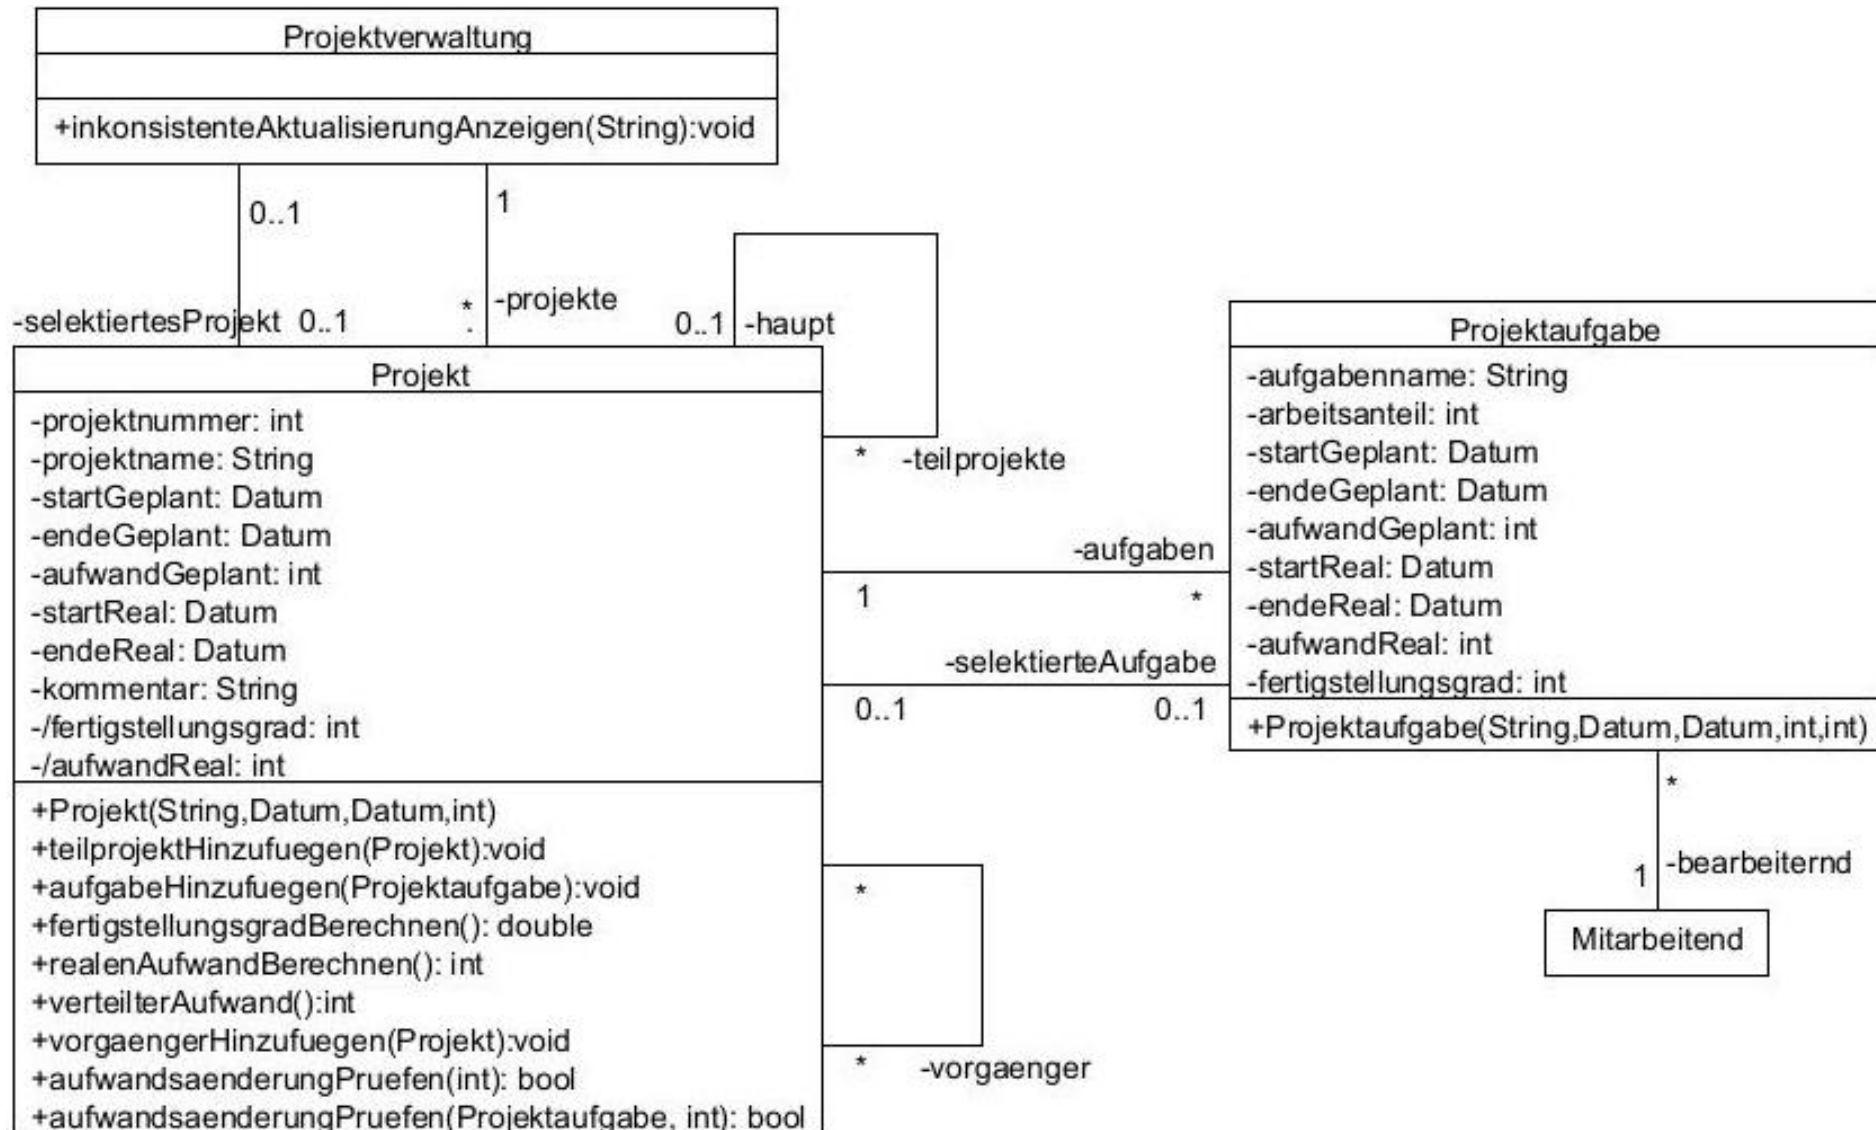 Projektverwaltung
+inkonsistenteAktualisierungAnzeigen(String):void
0..1
1
-selektiertesProjekt 0..1
*
-projekte
0..1
-haupt
*
-teilprojekte
Projekt
-projektnummer: int
-projektname: String
-startGeplant: Datum
-endeGeplant: Datum
-aufwandGeplant: int
-startReal: Datum
-endeReal: Datum
-kommentar: String
-/fertigstellungsgrad: int
-/aufwandReal: int
+Projekt(String,Datum,Datum,int)
+teilprojektHinzufuegen(Projekt):void
+aufgabeHinzufuegen(Projektaufgabe):void
+fertigstellungsgradBerechnen(): double
+realenAufwandBerechnen(): int
+verteilterAufwand():int
+vorgaengerHinzufuegen(Projekt):void
+aufwandsaenderungPruefen(int): bool
+aufwandsaenderungPruefen(Projektaufgabe, int): bool
-aufgaben
1
*
-selektierteAufgabe
0..1
0..1
*
*
-vorgaenger
Projektaufgabe
-aufgabenname: String
-arbeitsanteil: int
-startGeplant: Datum
-endeGeplant: Datum
-aufwandGeplant: int
-startReal: Datum
-endeReal: Datum
-aufwandReal: int
-fertigstellungsgrad: int
+Projektaufgabe(String,Datum,Datum,int,int)
*
1
-bearbeiternd
Mitarbeitend